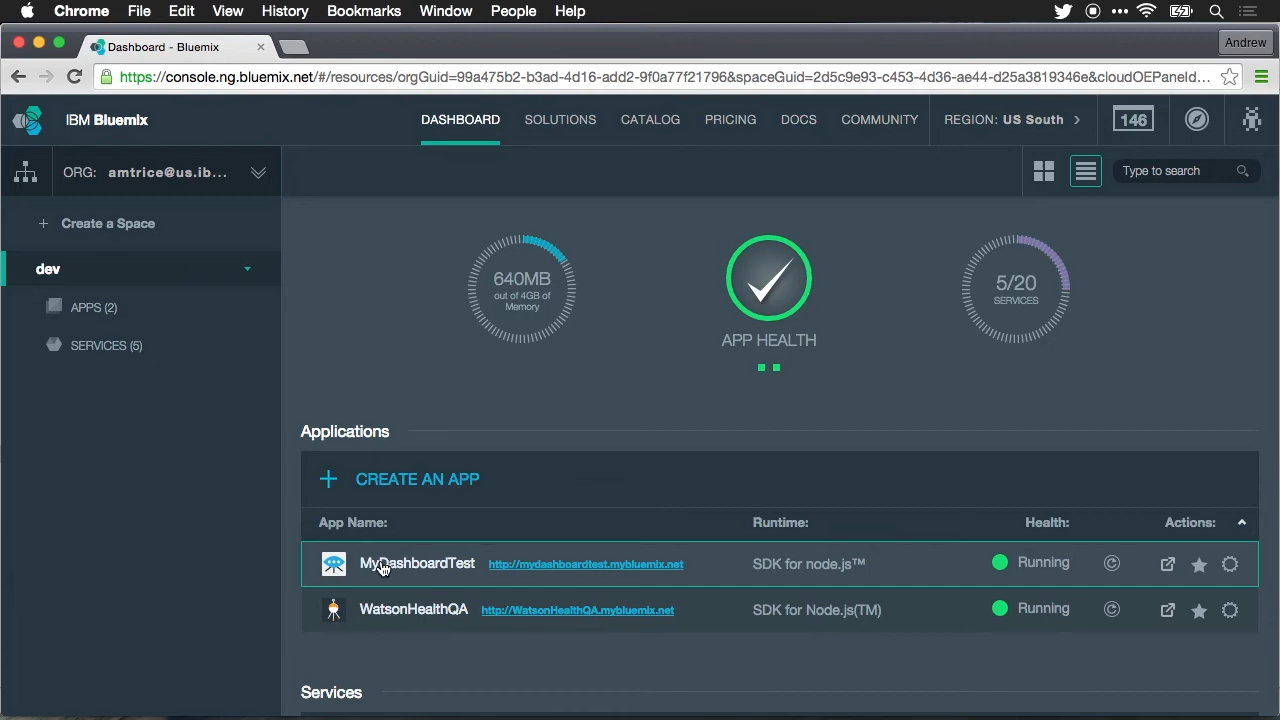 Chrome File Edit View History Bookmarks Window People Help
Dashboard - Bluemix
Andrew
https://console.ng.bluemix.net/#/resources/orgGuid=99a475b2-b3ad-4d16-add2-9f0a77f21796&spaceGuid=2d5c9e93-c453-4d36-ae44-d25a3819346e&cloudOEPaneId...
IBM Bluemix DASHBOARD SOLUTIONS CATALOG PRICING DOCS COMMUNITY REGION: US South 146
ORG: amtrice@us.ib... Type to search
+ Create a Space
dev
APPS (2)
SERVICES (5)
640MB
out of 4GB of
Memory
APP HEALTH
5/20
SERVICES
Applications
+ CREATE AN APP
App Name: Runtime: Health: Actions:
MyDashboardTest http://mydashboardtest.mybluemix.net SDK for node.js™ Running
WatsonHealthQA http://WatsonHealthQA.mybluemix.net SDK for Node.js(TM) Running
Services